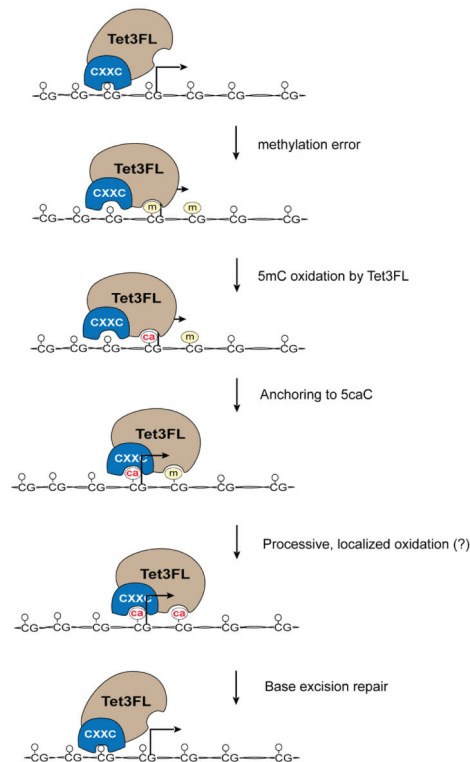 Tet3FL
CXXC
CG CG CG CG CG CG CG
methylation error
Tet3FL
CXXC
m m
CG CG CG CG CG CG CG
5mC oxidation by Tet3FL
Tet3FL
CXXC
ca m
CG CG CG CG CG CG CG
Anchoring to 5caC
Tet3FL
CXXC
ca m
CG CG CG CG CG CG CG
Processive, localized oxidation (?)
Tet3FL
CXXC
ca ca
CG CG CG CG CG CG CG
Base excision repair
Tet3FL
CXXC
CG CG CG CG CG CG CG